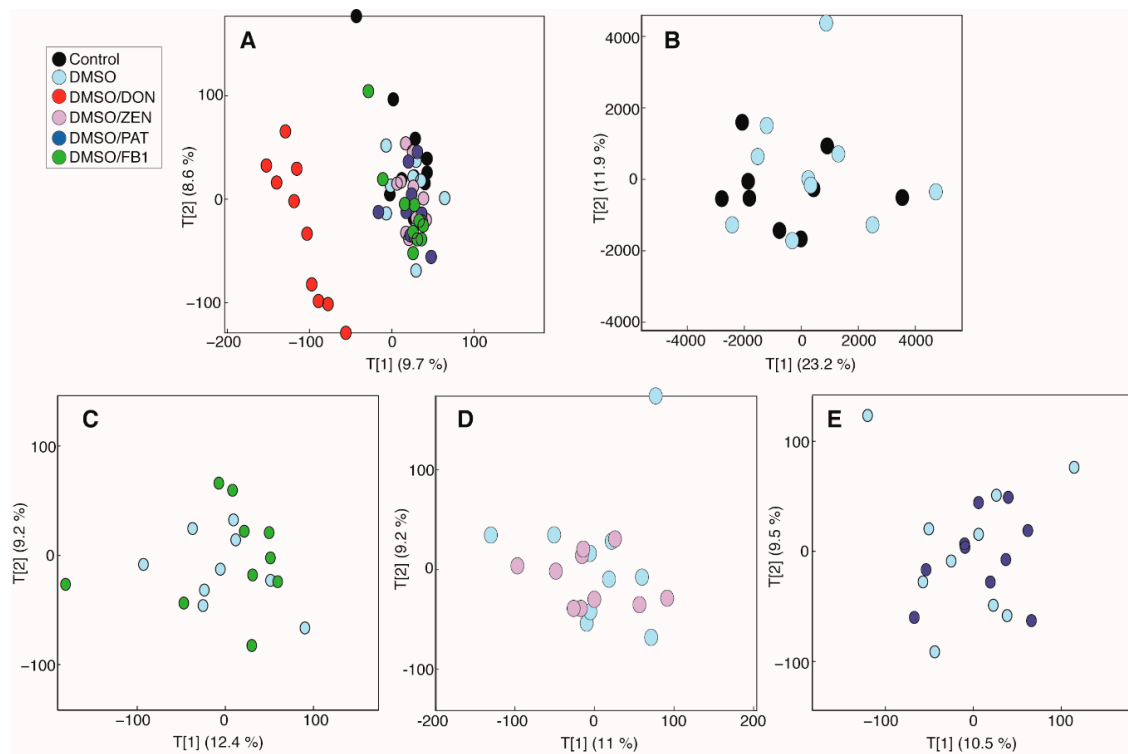 Control
DMSO
DMSO/DON
DMSO/ZEN
DMSO/PAT
DMSO/FB1
A
100
0
−100
T[2] (8.6 %)
−200
−100
0
100
T[1] (9.7 %)
B
4000
2000
0
-2000
-4000
T[2] (11.9 %)
-4000
-2000
0
2000
4000
T[1] (23.2 %)
C
100
0
−100
T[2] (9.2 %)
−100
0
100
T[1] (12.4 %)
D
100
0
-100
T[2] (9.2 %)
-200
-100
0
100
200
T[1] (11 %)
E
100
0
−100
T[2] (9.5 %)
−100
0
100
T[1] (10.5 %)